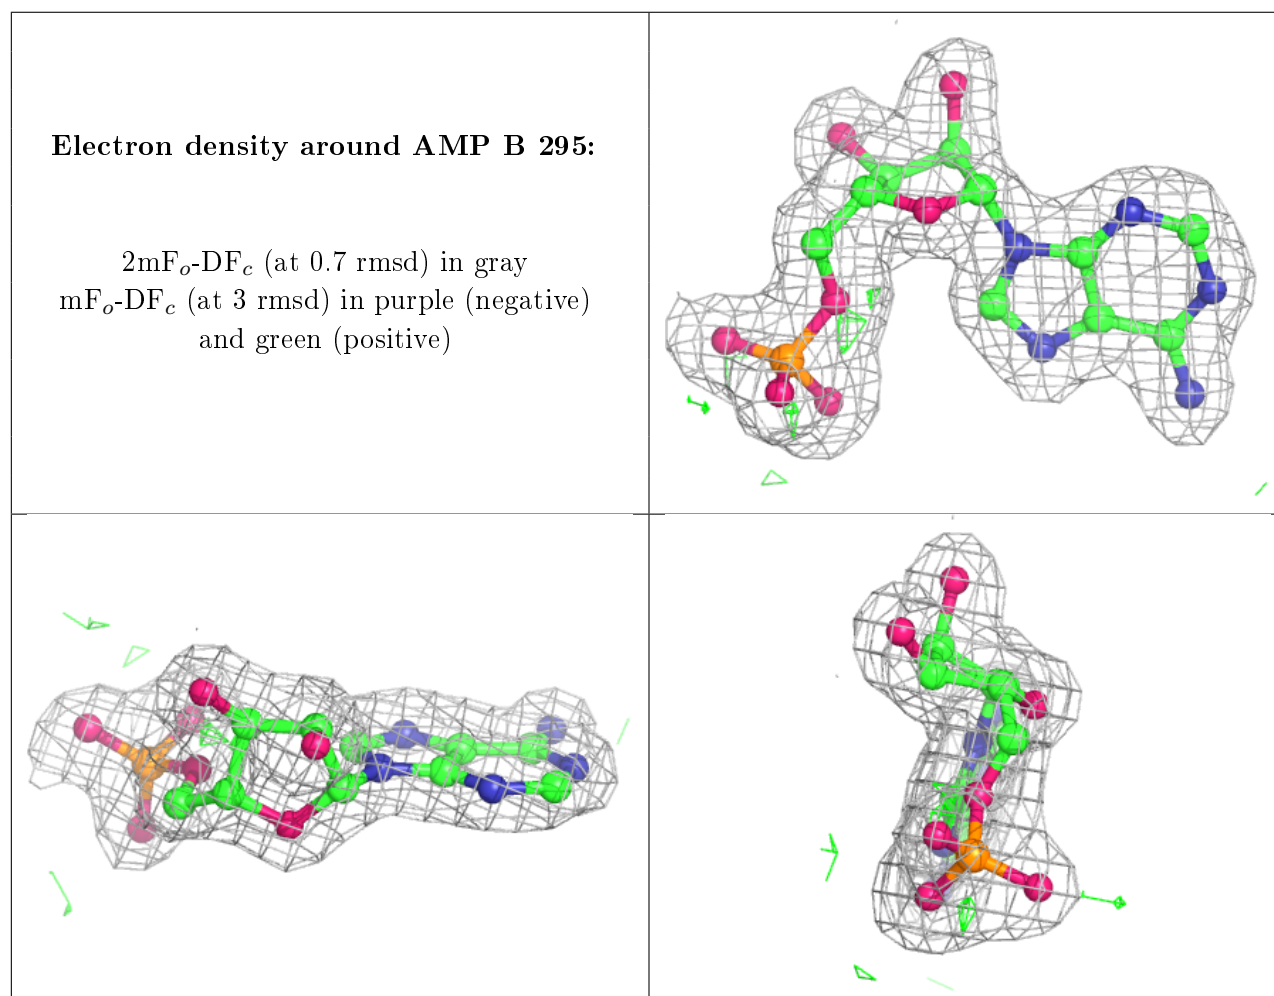 Electron density around AMP B 295:
2mFo-DFc (at 0.7 rmsd) in gray
mFo-DFc (at 3 rmsd) in purple (negative)
and green (positive)